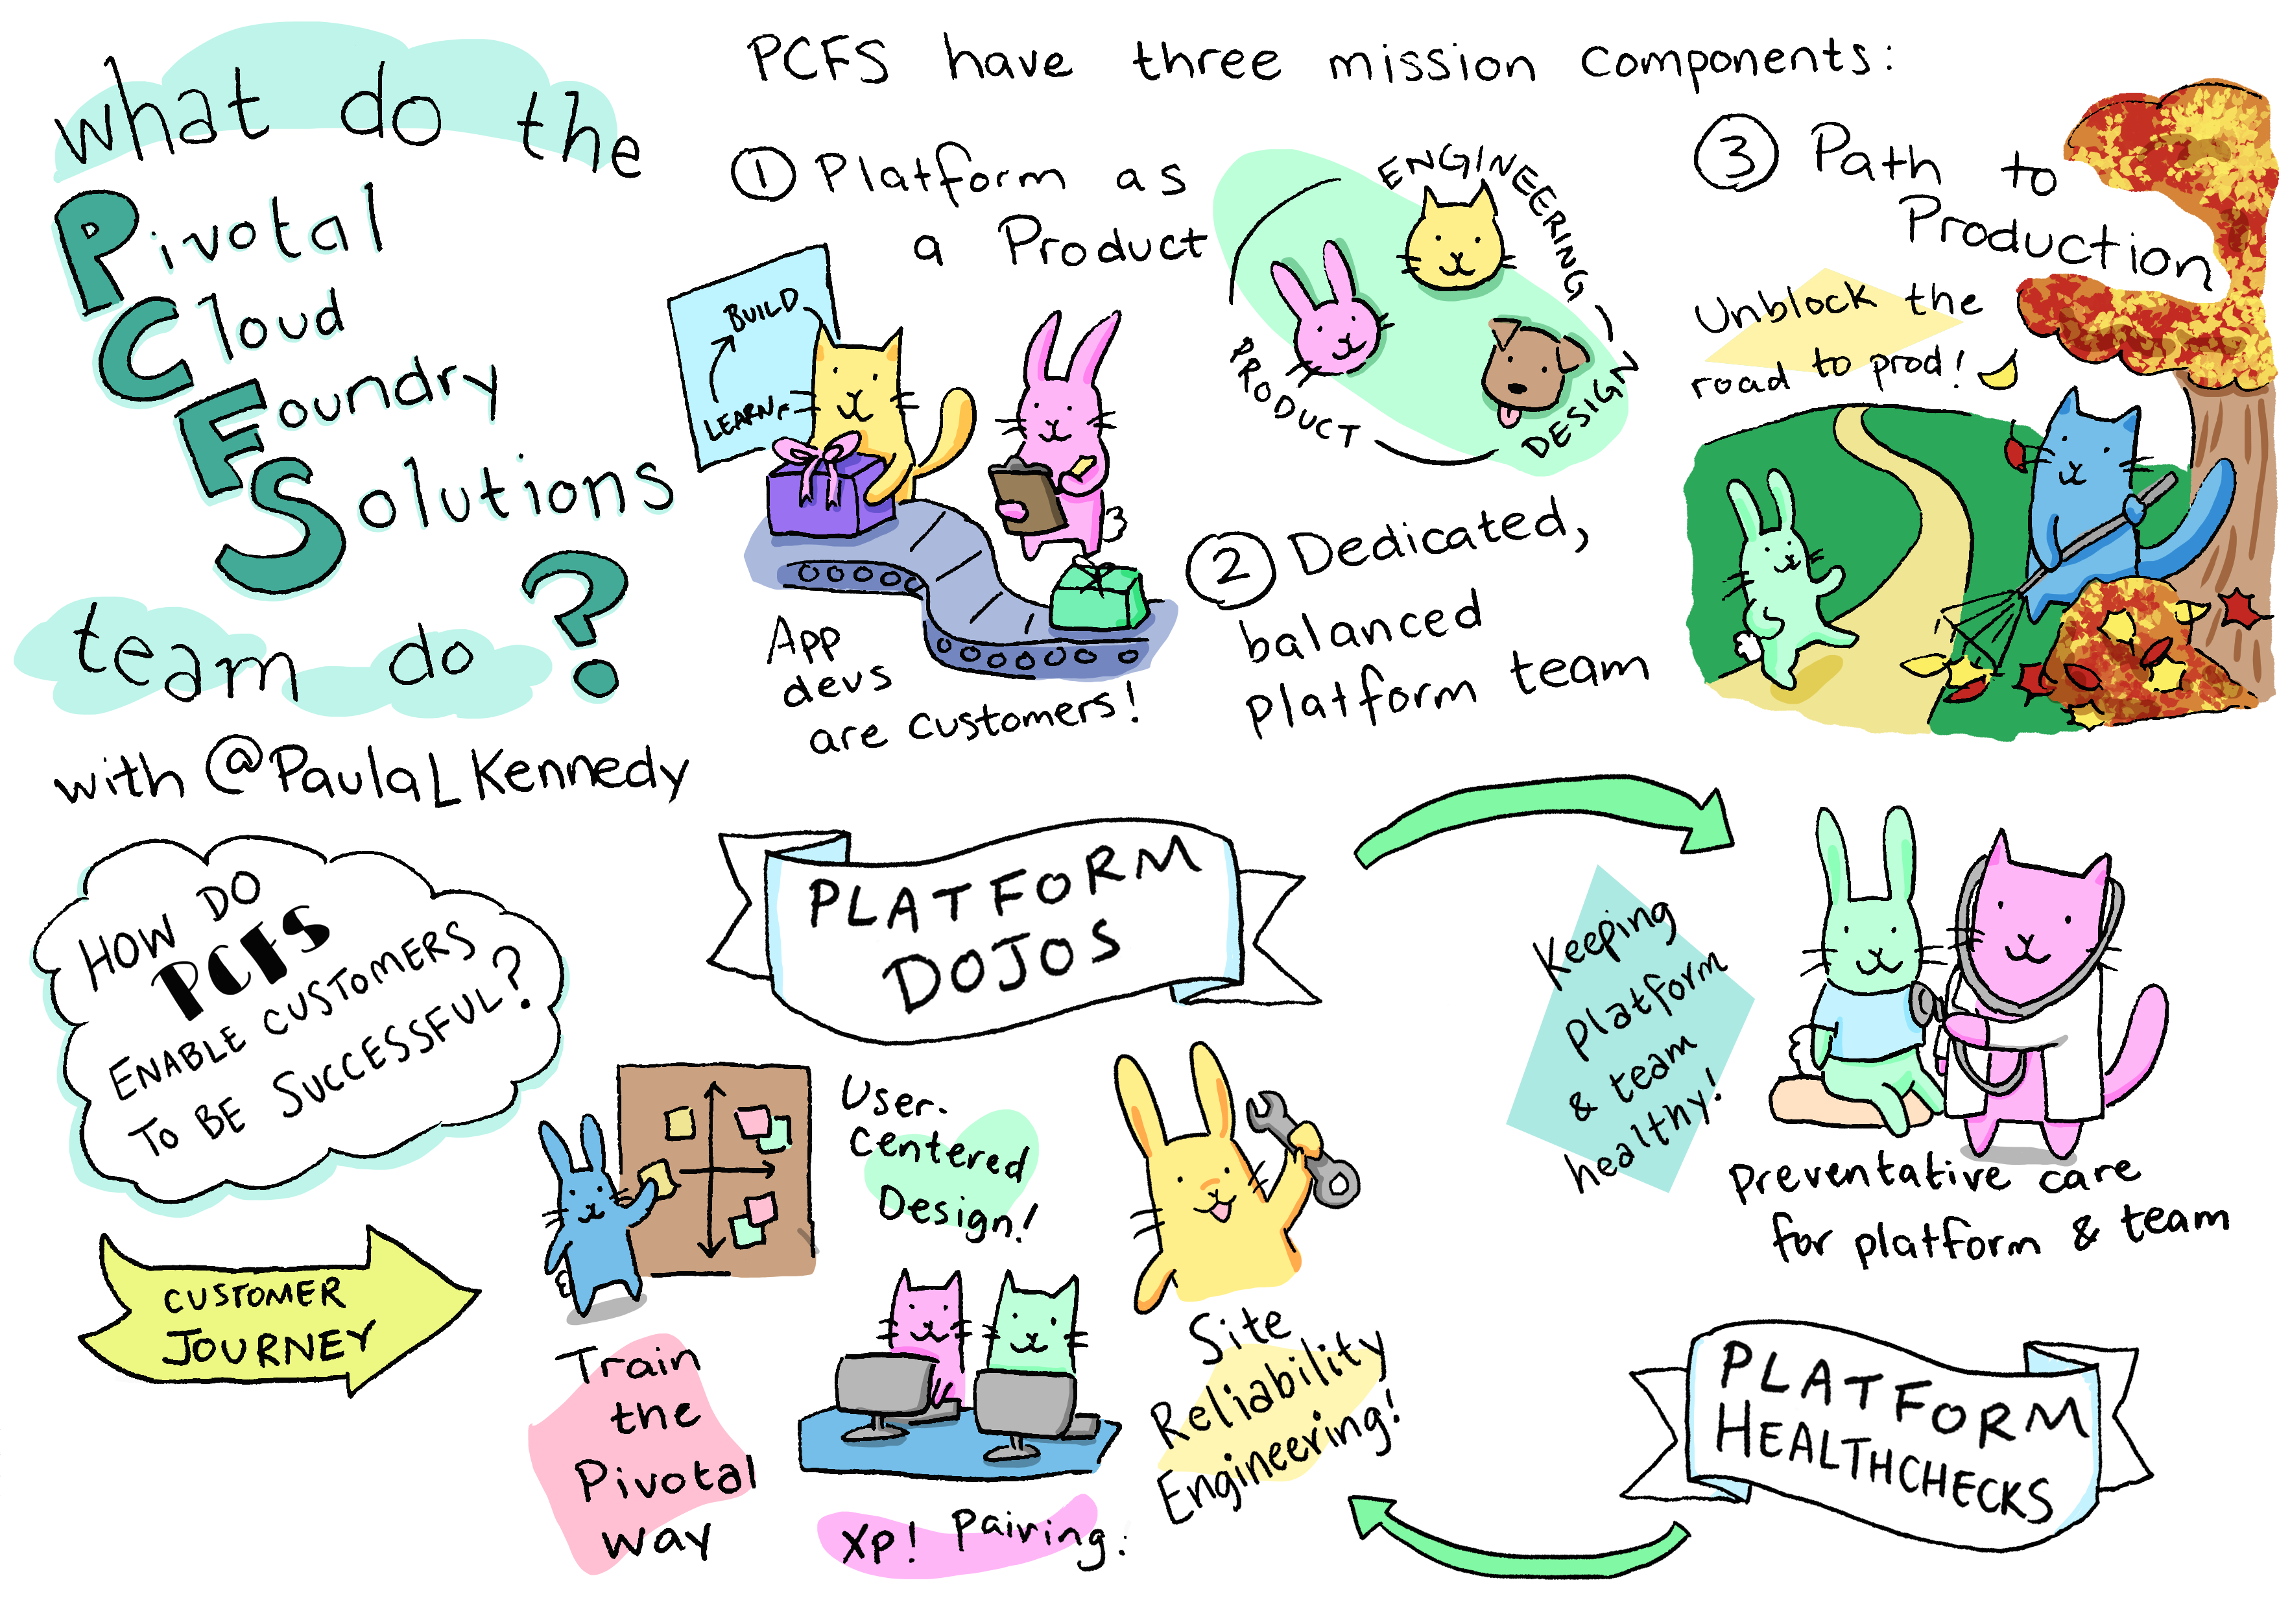 What do the
Pivotal
Cloud
Foundry
Solutions
team do?
with @PaulaLKennedy
PCFS have three mission components:
① Platform as
a Product
BUILD
LEARN
App
devs
are customers!
ENGINEERING
PRODUCT
DESIGN
② Dedicated,
balanced
platform team
③ Path to
Production
Unblock the
road to prod!
HOW DO
PCFS
ENABLE CUSTOMERS
TO BE SUCCESSFUL?
CUSTOMER
JOURNEY
PLATFORM
DOJOS
Train
the
Pivotal
way
User-
Centered
Design!
XP! Pairing!
Site
Reliability
Engineering!
Keeping
platform
& team
healthy!
Preventative care
for platform & team
PLATFORM
HEALTHCHECKS